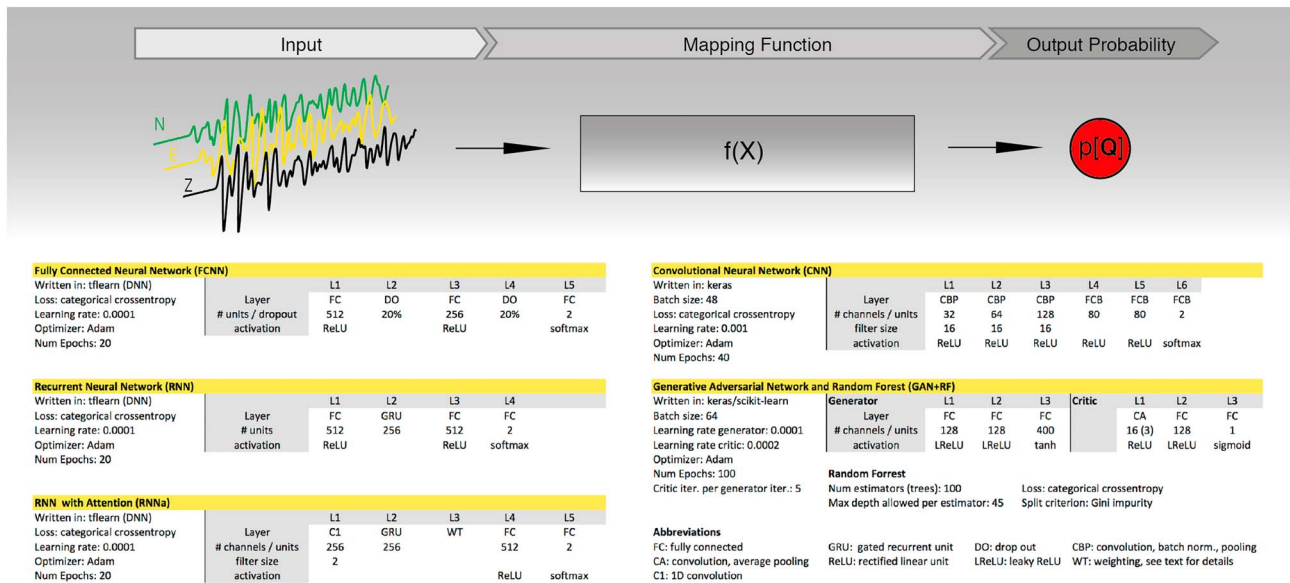 Input Mapping Function Output Probability
N
E
Z
f(X)
p[Q]
Fully Connected Neural Network (FCNN)
Written in: tflearn (DNN) L1 L2 L3 L4 L5
Loss: categorical crossentropy Layer FC DO FC DO FC
Learning rate: 0.0001 # units / dropout 512 20% 256 20% 2
Optimizer: Adam activation ReLU ReLU softmax
Num Epochs: 20
Recurrent Neural Network (RNN)
Written in: tflearn (DNN) L1 L2 L3 L4
Loss: categorical crossentropy Layer FC GRU FC FC
Learning rate: 0.0001 # units 512 256 512 2
Optimizer: Adam activation ReLU ReLU softmax
Num Epochs: 20
RNN with Attention (RNNa)
Written in: tflearn (DNN) L1 L2 L3 L4 L5
Loss: categorical crossentropy Layer C1 GRU WT FC FC
Learning rate: 0.0001 # channels / units 256 256 512 2
Optimizer: Adam filter size 2
Num Epochs: 20 activation ReLU softmax
Convolutional Neural Network (CNN)
Written in: keras L1 L2 L3 L4 L5 L6
Batch size: 48 Layer CBP CBP CBP FCB FCB FCB
Loss: categorical crossentropy # channels / units 32 64 128 80 80 2
Learning rate: 0.001 filter size 16 16 16
Optimizer: Adam activation ReLU ReLU ReLU ReLU ReLU softmax
Num Epochs: 40
Generative Adversarial Network and Random Forest (GAN+RF)
Written in: keras/scikit-learn Generator L1 L2 L3 Critic L1 L2 L3
Batch size: 64 Layer FC FC FC CA FC FC
Learning rate generator: 0.0001 # channels / units 128 128 400 16 (3) 128 1
Learning rate critic: 0.0002 activation LReLU LReLU tanh ReLU LReLU sigmoid
Optimizer: Adam
Num Epochs: 100 Random Forrest
Critic iter. per generator iter.: 5 Num estimators (trees): 100 Loss: categorical crossentropy
Max depth allowed per estimator: 45 Split criterion: Gini impurity
Abbreviations
FC: fully connected GRU: gated recurrent unit DO: drop out CBP: convolution, batch norm., pooling
CA: convolution, average pooling ReLU: rectified linear unit LReLU: leaky ReLU WT: weighting, see text for details
C1: 1D convolution